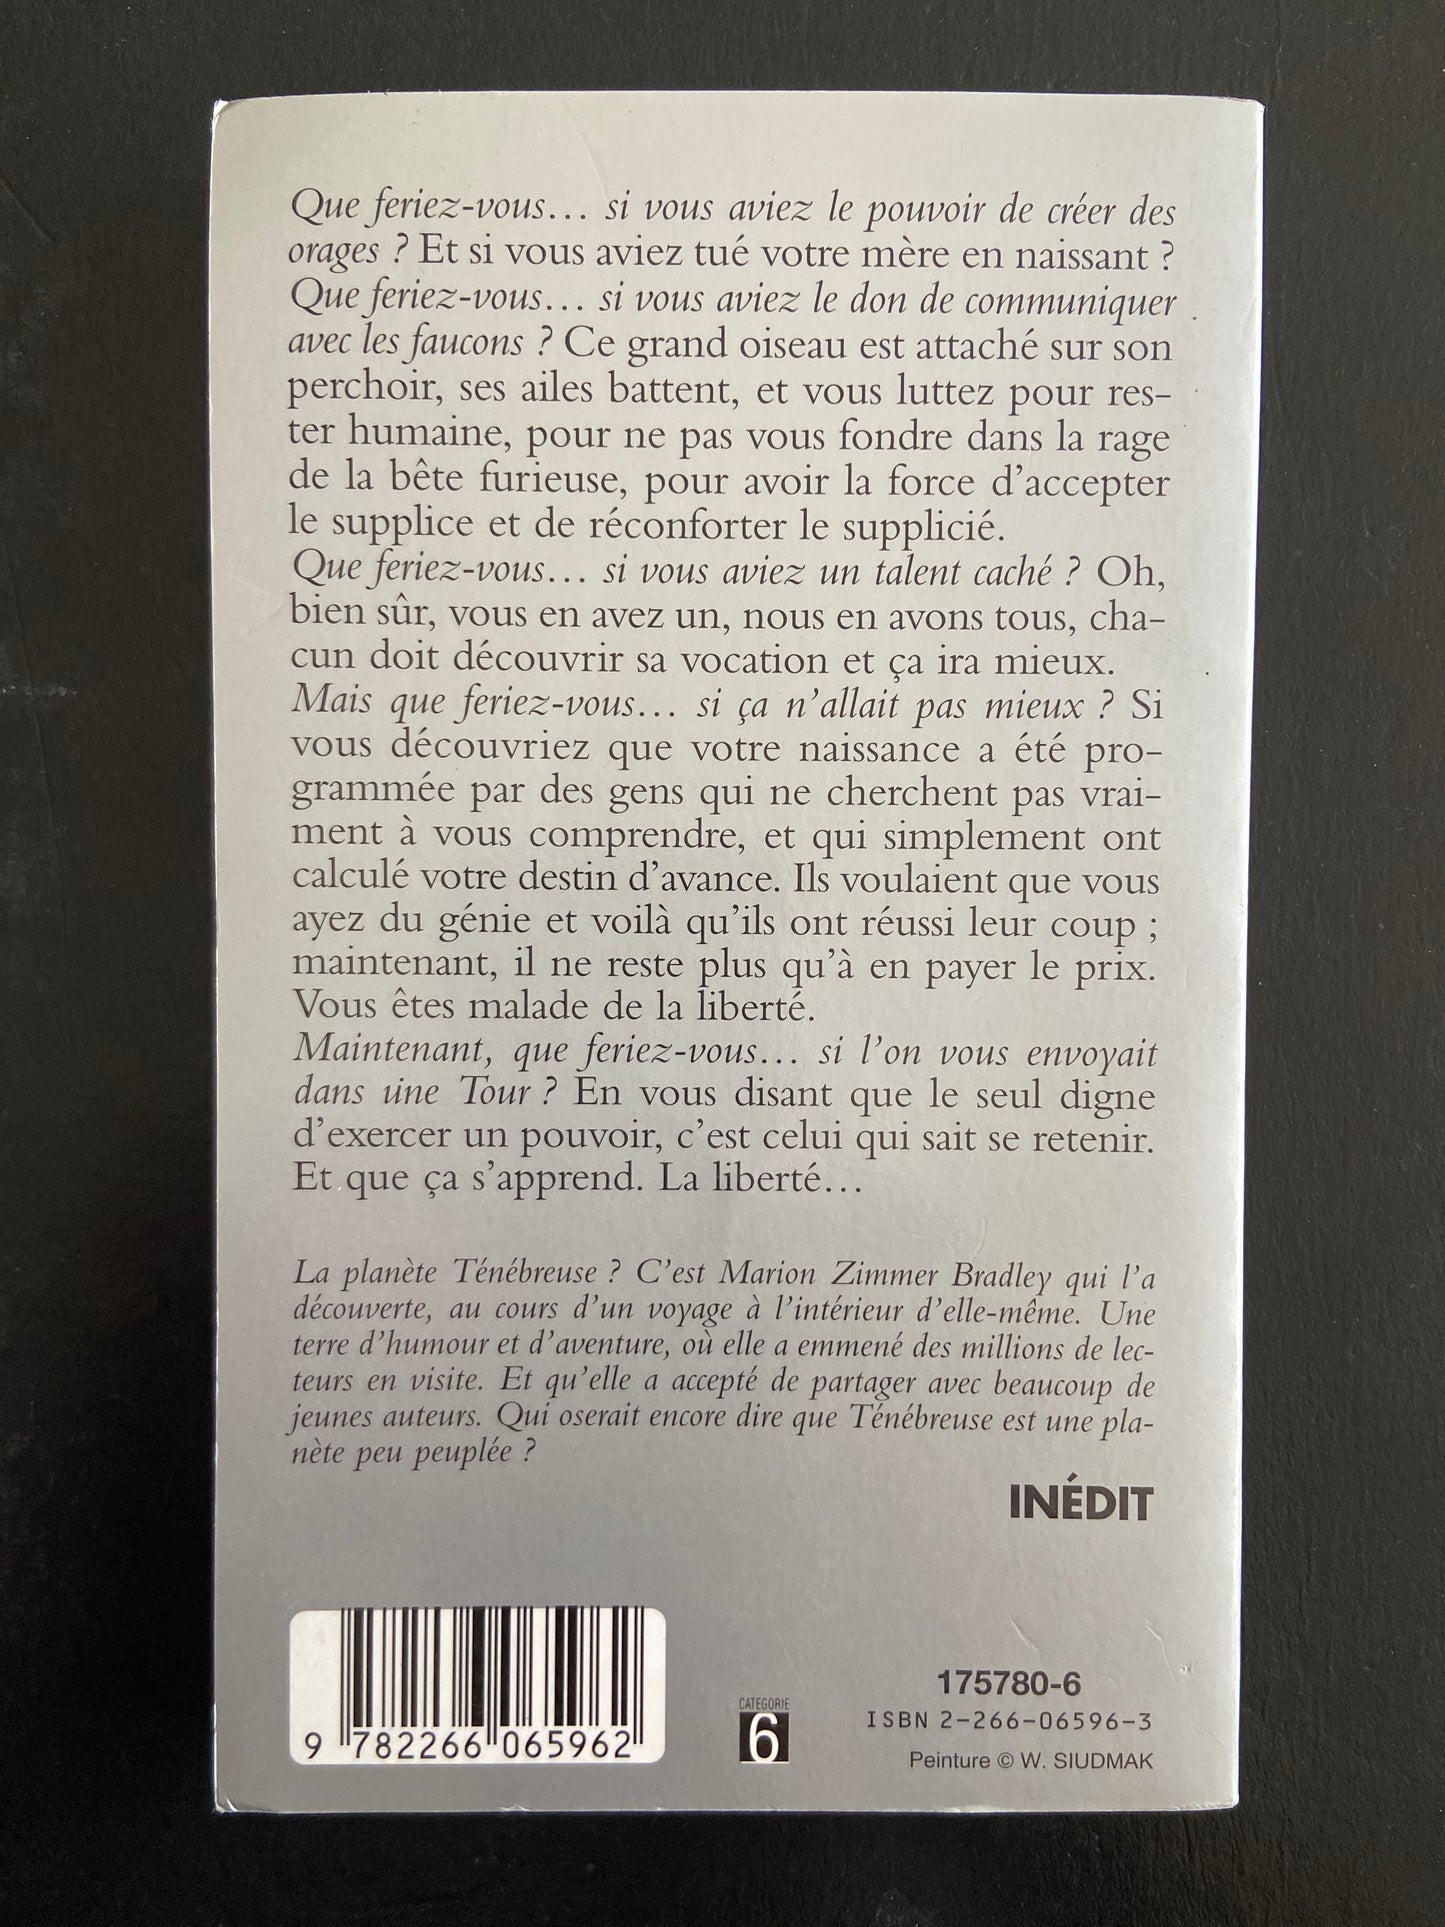 Que feriez-vous… si vous aviez le pouvoir de créer des
orages ? Et si vous aviez tué votre mère en naissant ?
Que feriez-vous… si vous aviez le don de communiquer
avec les faucons ? Ce grand oiseau est attaché sur son
perchoir, ses ailes battent, et vous luttez pour res-
ter humaine, pour ne pas vous fondre dans la rage
de la bête furieuse, pour avoir la force d'accepter
le supplice et de réconforter le supplicié.
Que feriez-vous… si vous aviez un talent caché ? Oh,
bien sûr, vous en avez un, nous en avons tous, cha-
cun doit découvrir sa vocation et ça ira mieux.
Mais que feriez-vous… si ça n'allait pas mieux ? Si
vous découvriez que votre naissance a été pro-
grammée par des gens qui ne cherchent pas vrai-
ment à vous comprendre, et qui simplement ont
calculé votre destin d'avance. Ils voulaient que vous
ayez du génie et voilà qu'ils ont réussi leur coup ;
maintenant, il ne reste plus qu'à en payer le prix.
Vous êtes malade de la liberté.
Maintenant, que feriez-vous… si l'on vous envoyait
dans une Tour ? En vous disant que le seul digne
d'exercer un pouvoir, c'est celui qui sait se retenir.
Et que ça s'apprend. La liberté…
La planète Ténébreuse ? C'est Marion Zimmer Bradley qui l'a
découverte, au cours d'un voyage à l'intérieur d'elle-même. Une
terre d'humour et d'aventure, où elle a emmené des millions de lec-
teurs en visite. Et qu'elle a accepté de partager avec beaucoup de
jeunes auteurs. Qui oserait encore dire que Ténébreuse est une pla-
nète peu peuplée ?
INÉDIT
9 782266 065962
CATEGORIE
6
175780-6
ISBN 2-266-06596-3
Peinture © W. SIUDMAK